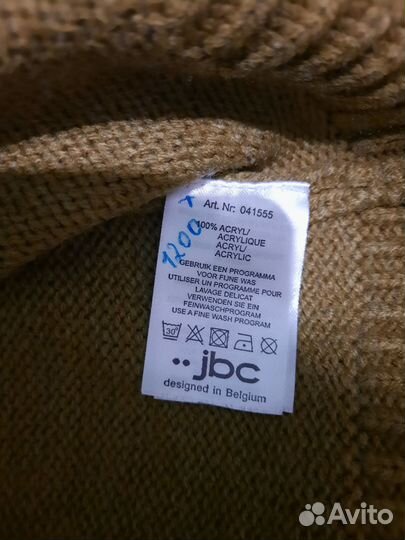 Art. Nr: 041555
1200
100% ACRYL/
ACRYLIQUE
ACRYL/
ACRYLIC
GEBRUIK EEN PROGRAMMA
VOOR FIJNE WAS
UTILISER UN PROGRAMME POUR
LAVAGE DELICAT
VERWENDEN SIE EIN
FEINWASCHPROGRAM
USE A FINE WASH PROGRAM
30°
jbc
designed in Belgium
Avito